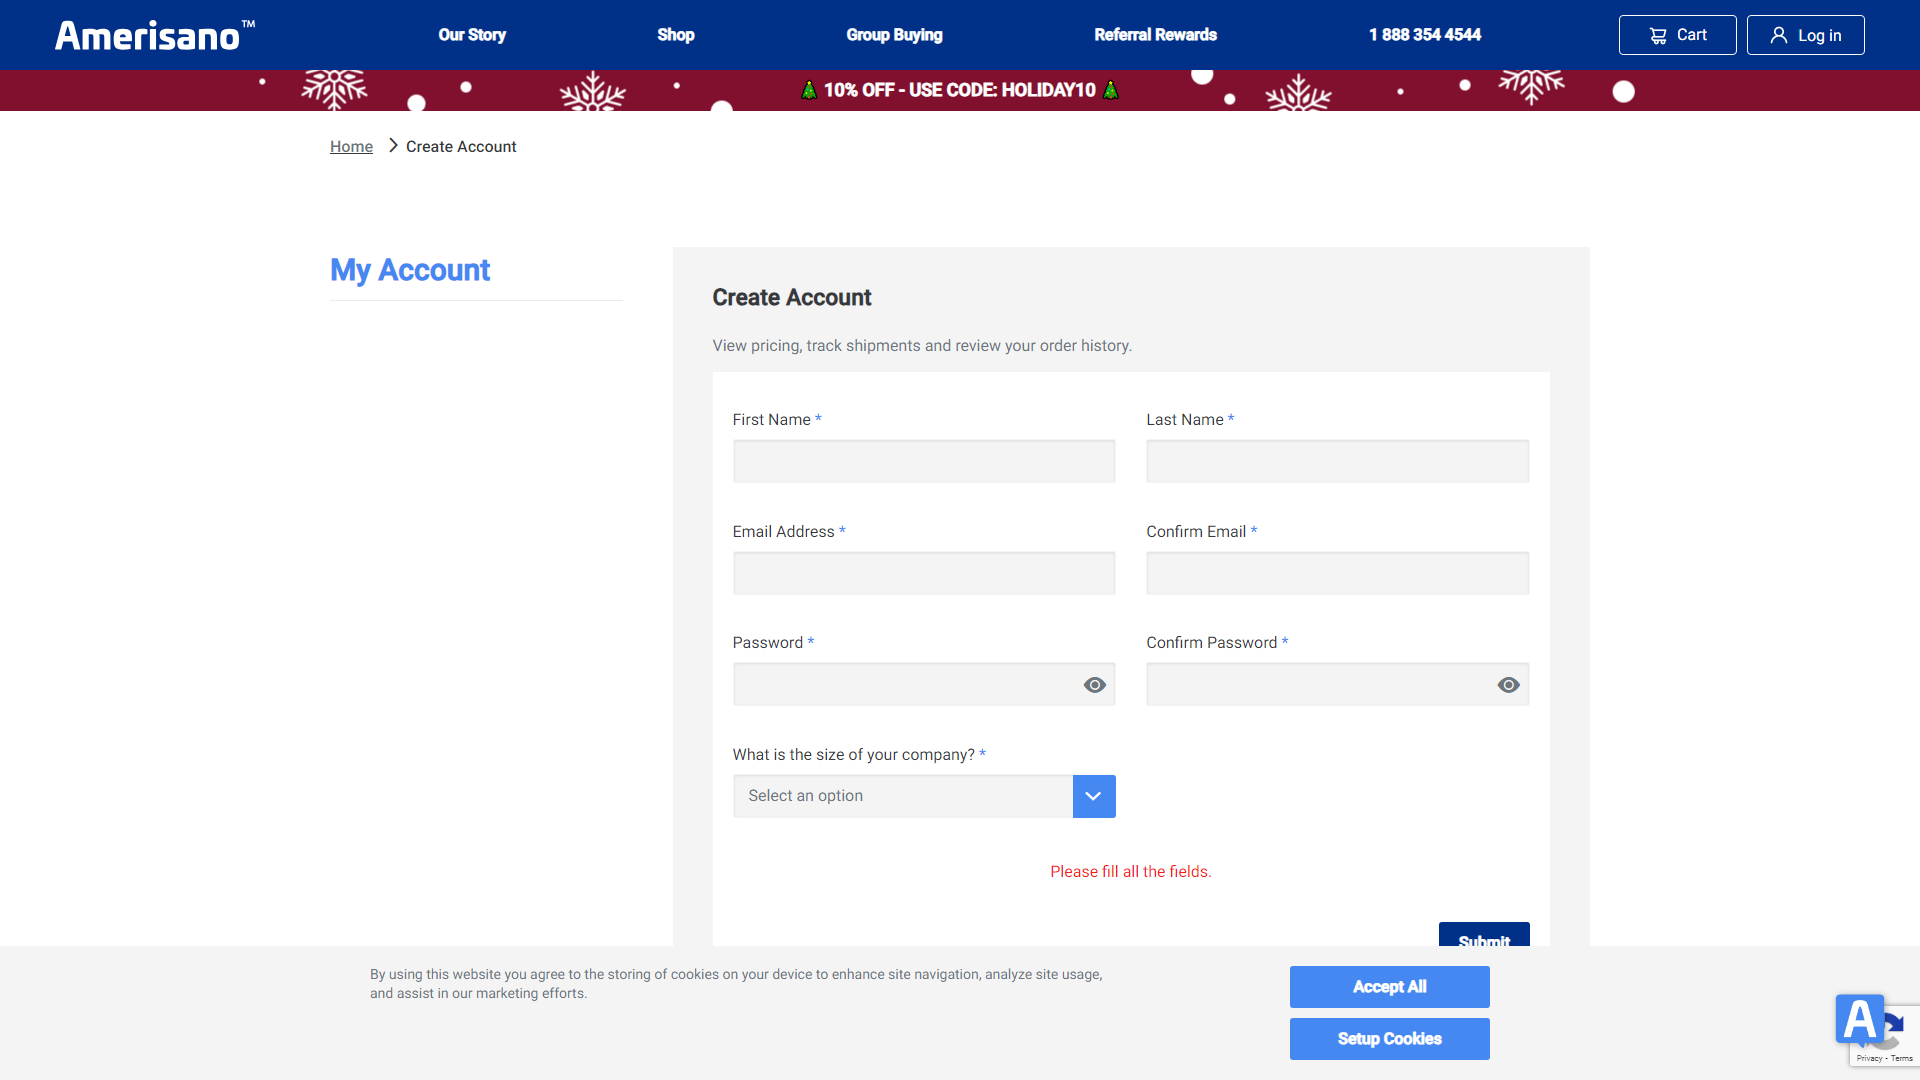 Amerisano™
Our Story
Shop
Group Buying
Referral Rewards
1 888 354 4544
Cart
Log in
10% OFF - USE CODE: HOLIDAY10
Home
Create Account
My Account
Create Account
View pricing, track shipments and review your order history.
First Name *
Last Name *
Email Address *
Confirm Email *
Password *
Confirm Password *
What is the size of your company? *
Select an option
Please fill all the fields.
Submit
By using this website you agree to the storing of cookies on your device to enhance site navigation, analyze site usage,
and assist in our marketing efforts.
Accept All
Setup Cookies
A
Privacy - Terms